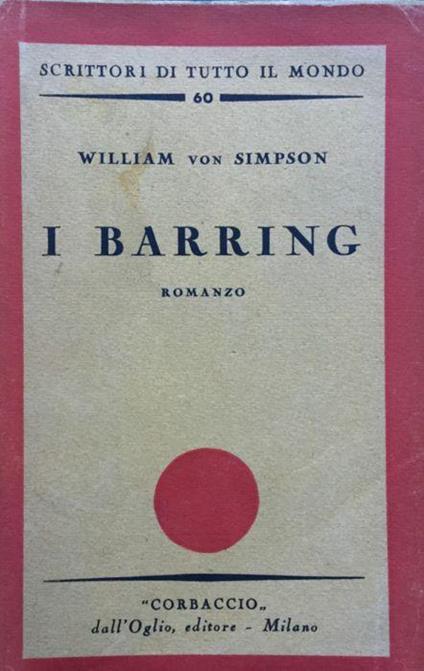 SCRITTORI DI TUTTO IL MONDO
60
WILLIAM VON SIMPSON
I BARRING
ROMANZO
"CORBACCIO„
dall'Oglio, editore - Milano